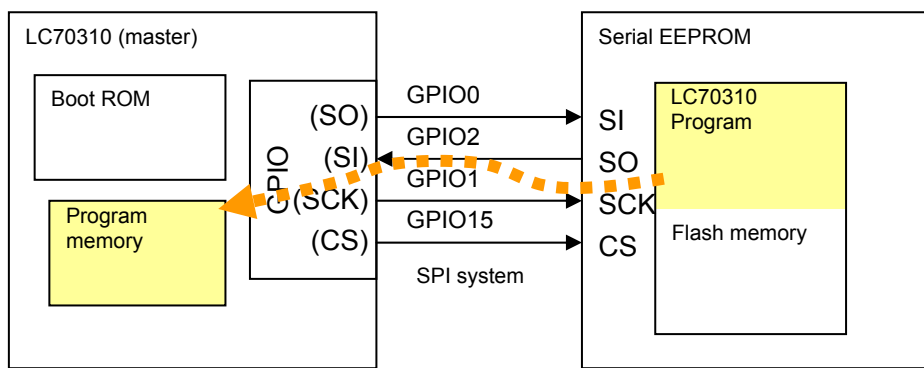 LC70310 (master)
Boot ROM
Program
memory
GPIO
(SO)
(SI)
(SCK)
(CS)
GPIO0
GPIO2
GPIO1
GPIO15
SPI system
Serial EEPROM
SI
SO
SCK
CS
LC70310
Program
Flash memory